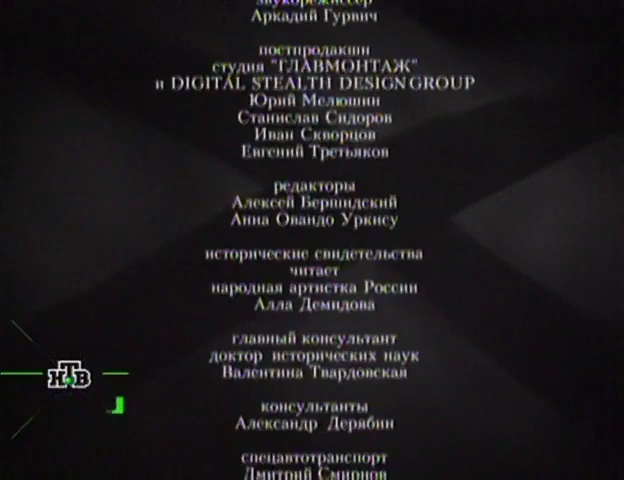 звукорежиссер
Аркадий Гурвич
постпродакшн
студия "ГЛАВМОНТАЖ"
и DIGITAL STEALTH DESIGN GROUP
Юрий Мелюшин
Станислав Сидоров
Иван Скворцов
Евгений Третьяков
редакторы
Алексей Бершидский
Анна Овандо Уркису
исторические свидетельства
читает
народная артистка России
Алла Демидова
главный консультант
доктор исторических наук
Валентина Твардовская
консультанты
Александр Дерябин
спецавтотранспорт
Дмитрий Смирнов
НТВ